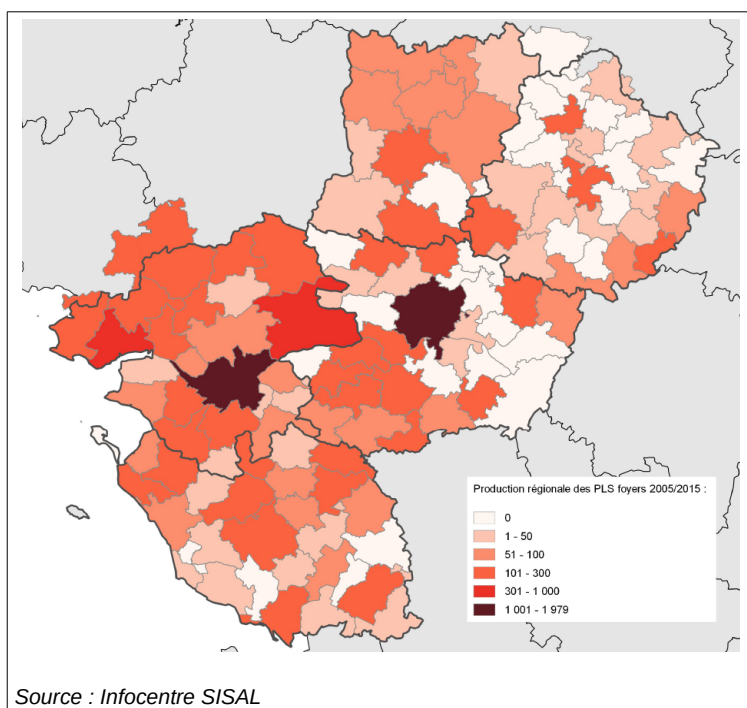 Production régionale des PLS foyers 2005/2015 :
0
1 - 50
51 - 100
101 - 300
301 - 1 000
1 001 - 1 979
Source : Infocentre SISAL